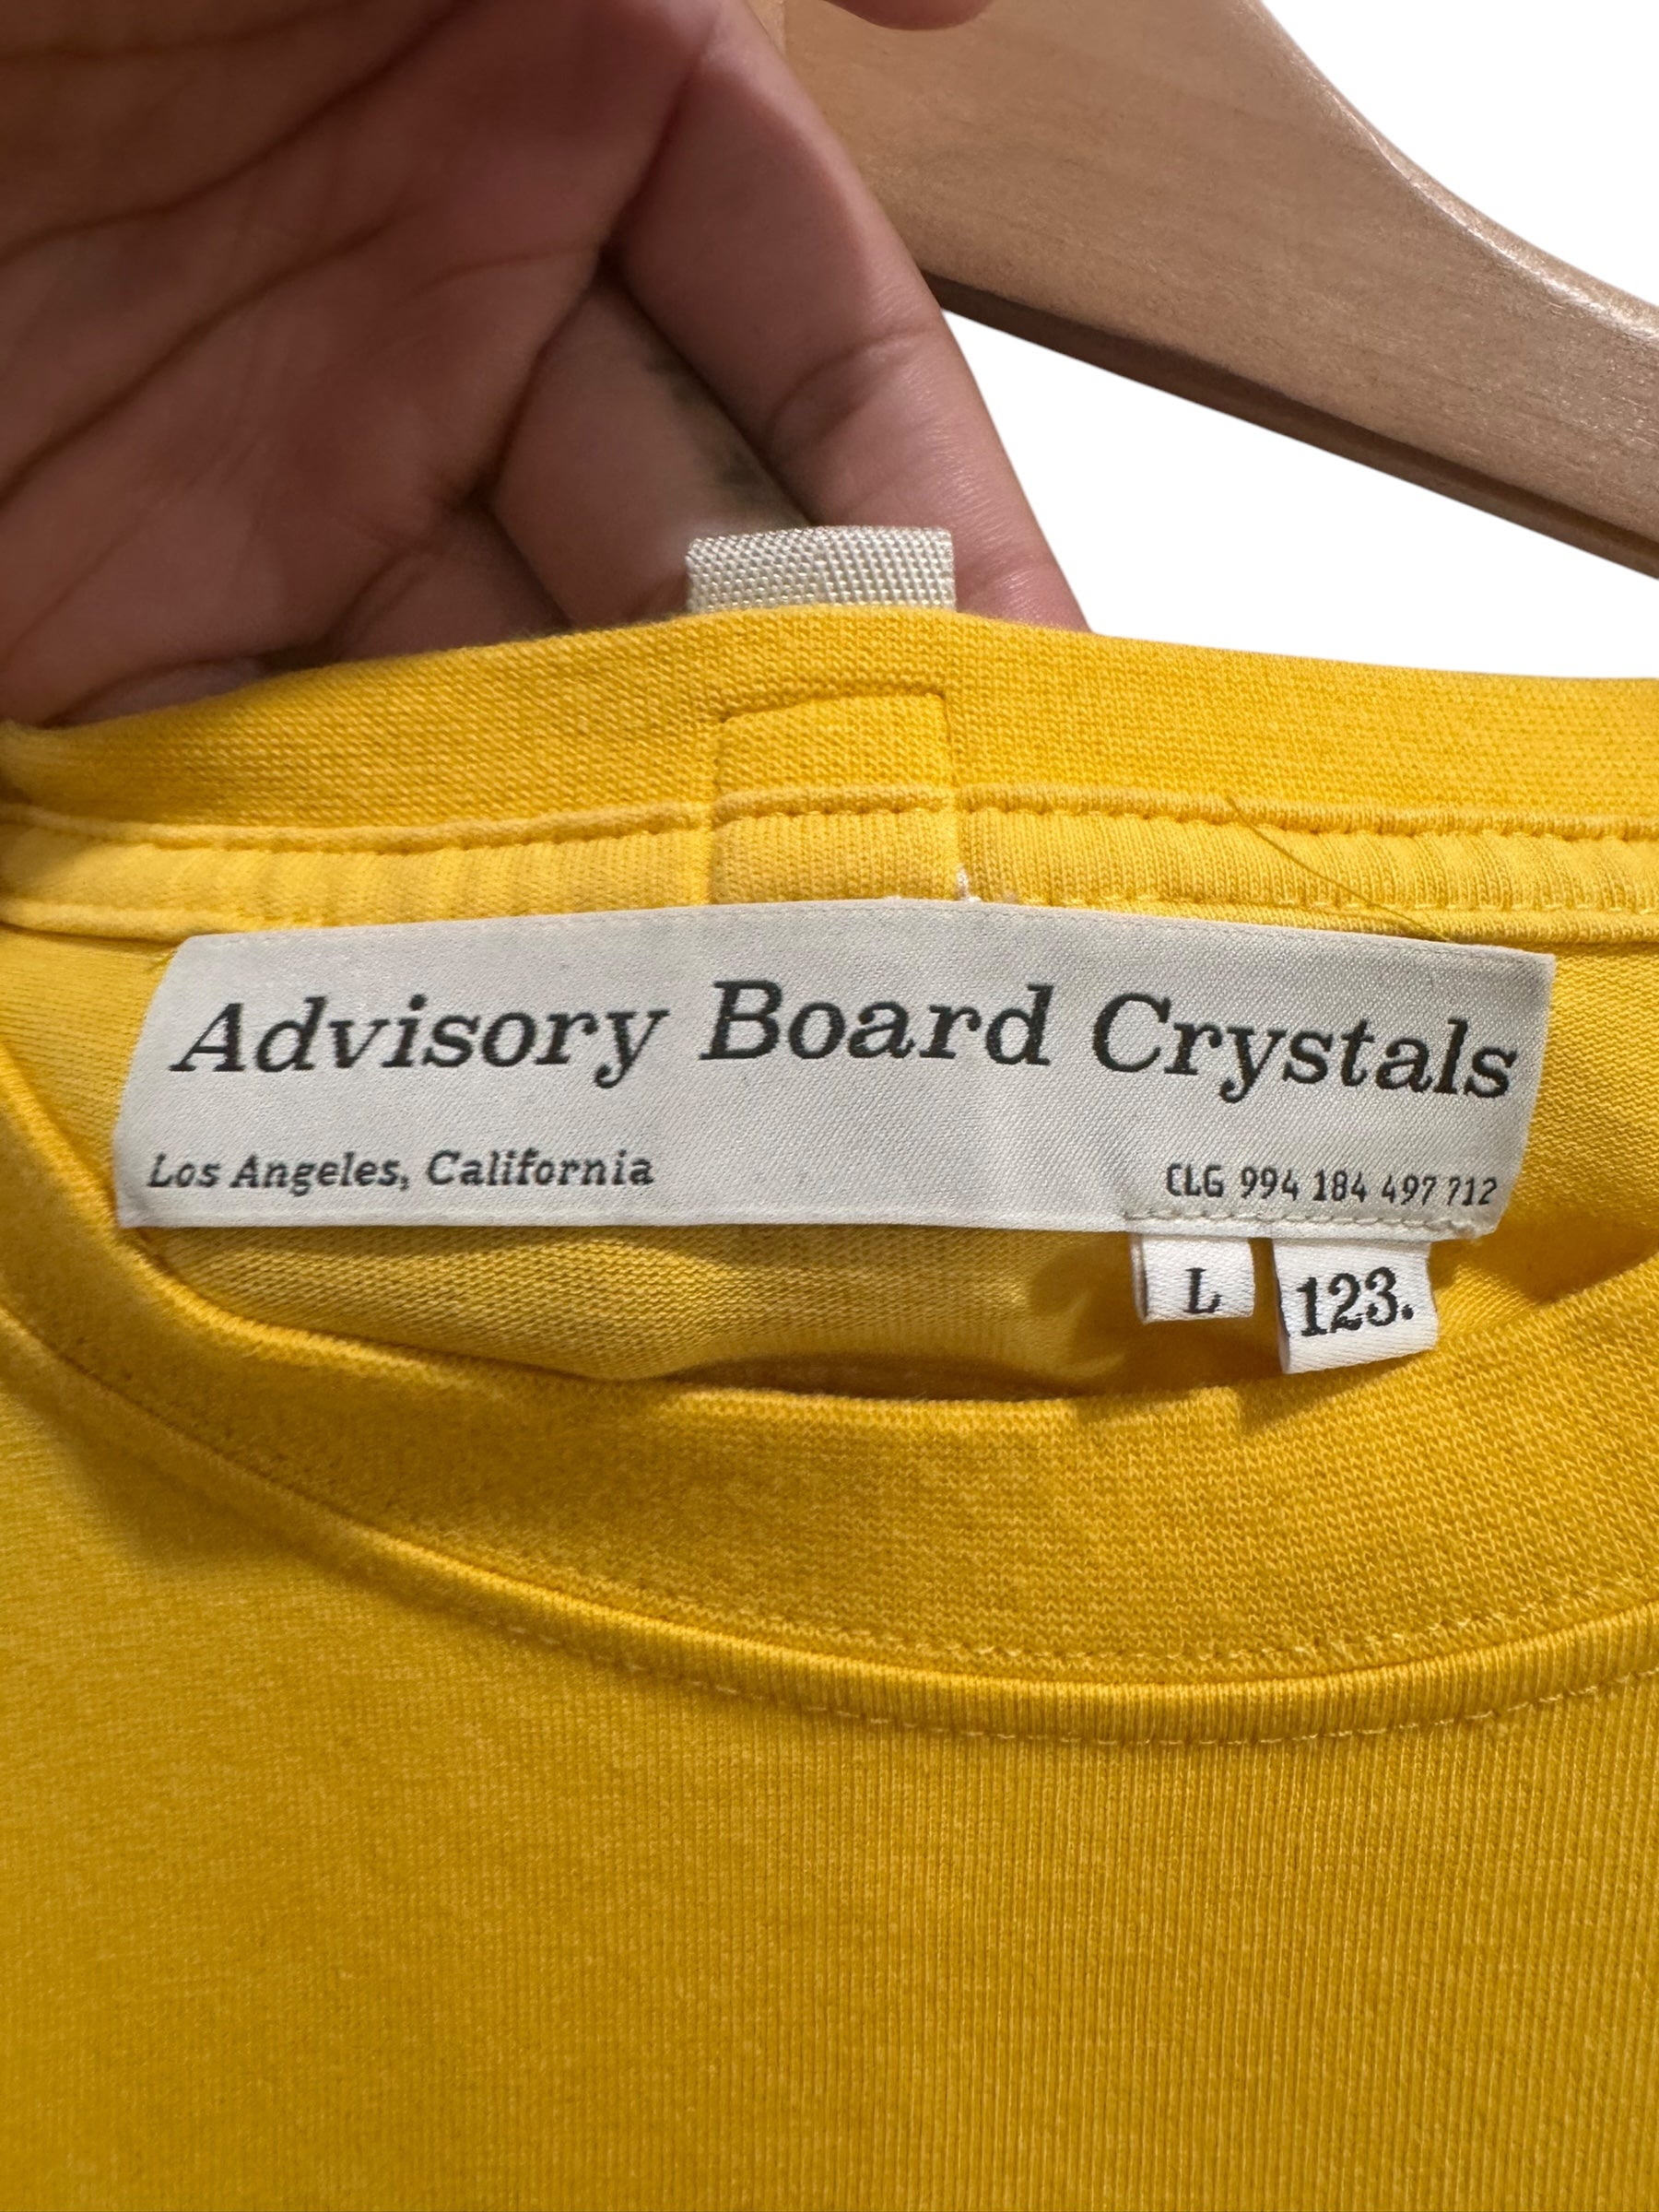 Advisory Board Crystals
Los Angeles, California
CLG 994 184 497 712
L
123.